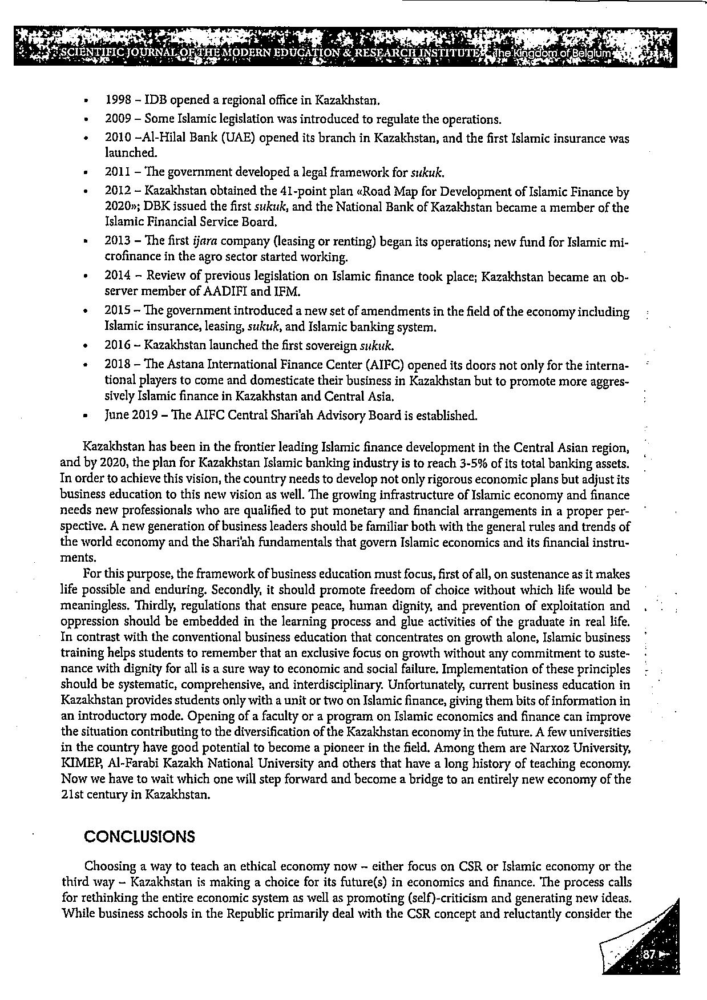 SCIENTIFIC JOURNAL OF THE MODERN EDUCATION & RESEARCH INSTITUTE The Kingdom of Belgium
• 1998 – IDB opened a regional office in Kazakhstan.
• 2009 – Some Islamic legislation was introduced to regulate the operations.
• 2010 –Al-Hilal Bank (UAE) opened its branch in Kazakhstan, and the first Islamic insurance was
launched.
• 2011 – The government developed a legal framework for sukuk.
• 2012 – Kazakhstan obtained the 41-point plan «Road Map for Development of Islamic Finance by
2020»; DBK issued the first sukuk, and the National Bank of Kazakhstan became a member of the
Islamic Financial Service Board.
• 2013 – The first ijara company (leasing or renting) began its operations; new fund for Islamic mi-
crofinance in the agro sector started working.
• 2014 – Review of previous legislation on Islamic finance took place; Kazakhstan became an ob-
server member of AADIFI and IFM.
• 2015 – The government introduced a new set of amendments in the field of the economy including
Islamic insurance, leasing, sukuk, and Islamic banking system.
• 2016 – Kazakhstan launched the first sovereign sukuk.
• 2018 – The Astana International Finance Center (AIFC) opened its doors not only for the interna-
tional players to come and domesticate their business in Kazakhstan but to promote more aggres-
sively Islamic finance in Kazakhstan and Central Asia.
• June 2019 – The AIFC Central Shari'ah Advisory Board is established.
Kazakhstan has been in the frontier leading Islamic finance development in the Central Asian region,
and by 2020, the plan for Kazakhstan Islamic banking industry is to reach 3-5% of its total banking assets.
In order to achieve this vision, the country needs to develop not only rigorous economic plans but adjust its
business education to this new vision as well. The growing infrastructure of Islamic economy and finance
needs new professionals who are qualified to put monetary and financial arrangements in a proper per-
spective. A new generation of business leaders should be familiar both with the general rules and trends of
the world economy and the Shari'ah fundamentals that govern Islamic economics and its financial instru-
ments.
For this purpose, the framework of business education must focus, first of all, on sustenance as it makes
life possible and enduring. Secondly, it should promote freedom of choice without which life would be
meaningless. Thirdly, regulations that ensure peace, human dignity, and prevention of exploitation and
oppression should be embedded in the learning process and glue activities of the graduate in real life.
In contrast with the conventional business education that concentrates on growth alone, Islamic business
training helps students to remember that an exclusive focus on growth without any commitment to suste-
nance with dignity for all is a sure way to economic and social failure. Implementation of these principles
should be systematic, comprehensive, and interdisciplinary. Unfortunately, current business education in
Kazakhstan provides students only with a unit or two on Islamic finance, giving them bits of information in
an introductory mode. Opening of a faculty or a program on Islamic economics and finance can improve
the situation contributing to the diversification of the Kazakhstan economy in the future. A few universities
in the country have good potential to become a pioneer in the field. Among them are Narxoz University,
KIMEP, Al-Farabi Kazakh National University and others that have a long history of teaching economy.
Now we have to wait which one will step forward and become a bridge to an entirely new economy of the
21st century in Kazakhstan.
CONCLUSIONS
Choosing a way to teach an ethical economy now – either focus on CSR or Islamic economy or the
third way – Kazakhstan is making a choice for its future(s) in economics and finance. The process calls
for rethinking the entire economic system as well as promoting (self)-criticism and generating new ideas.
While business schools in the Republic primarily deal with the CSR concept and reluctantly consider the
87